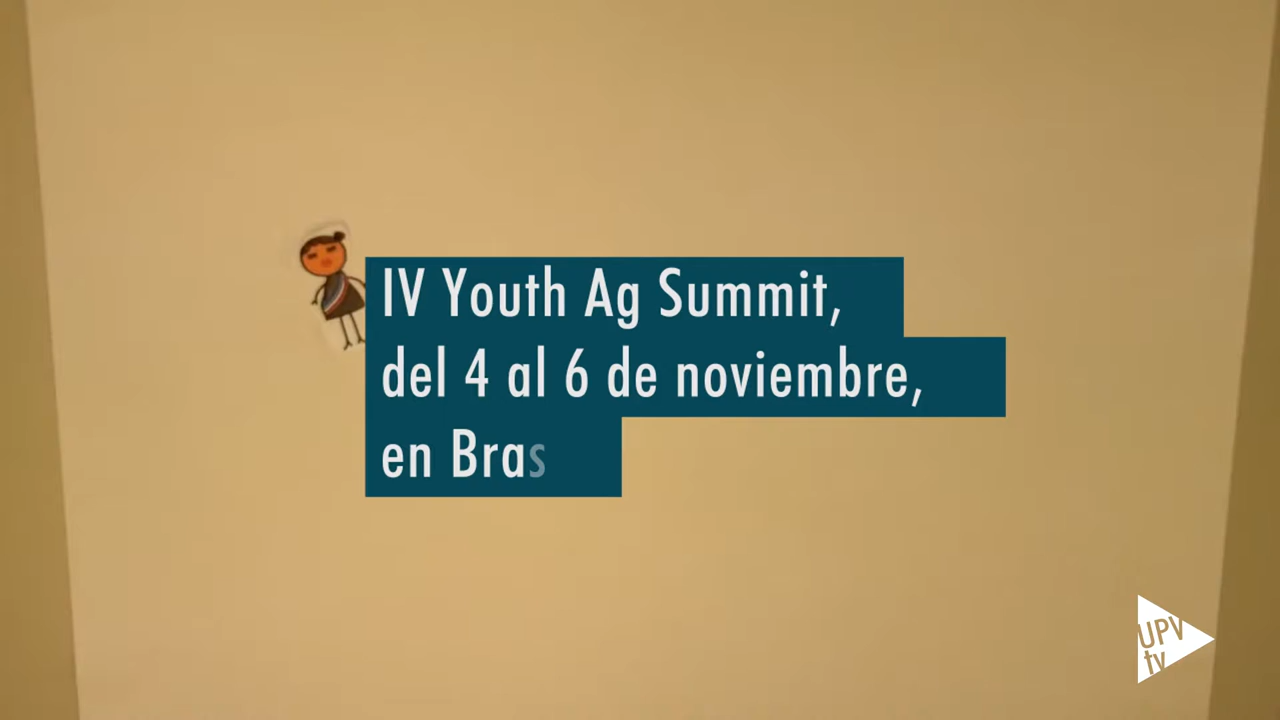 IV Youth Ag Summit,
del 4 al 6 de noviembre,
en Bras
UPV
tv